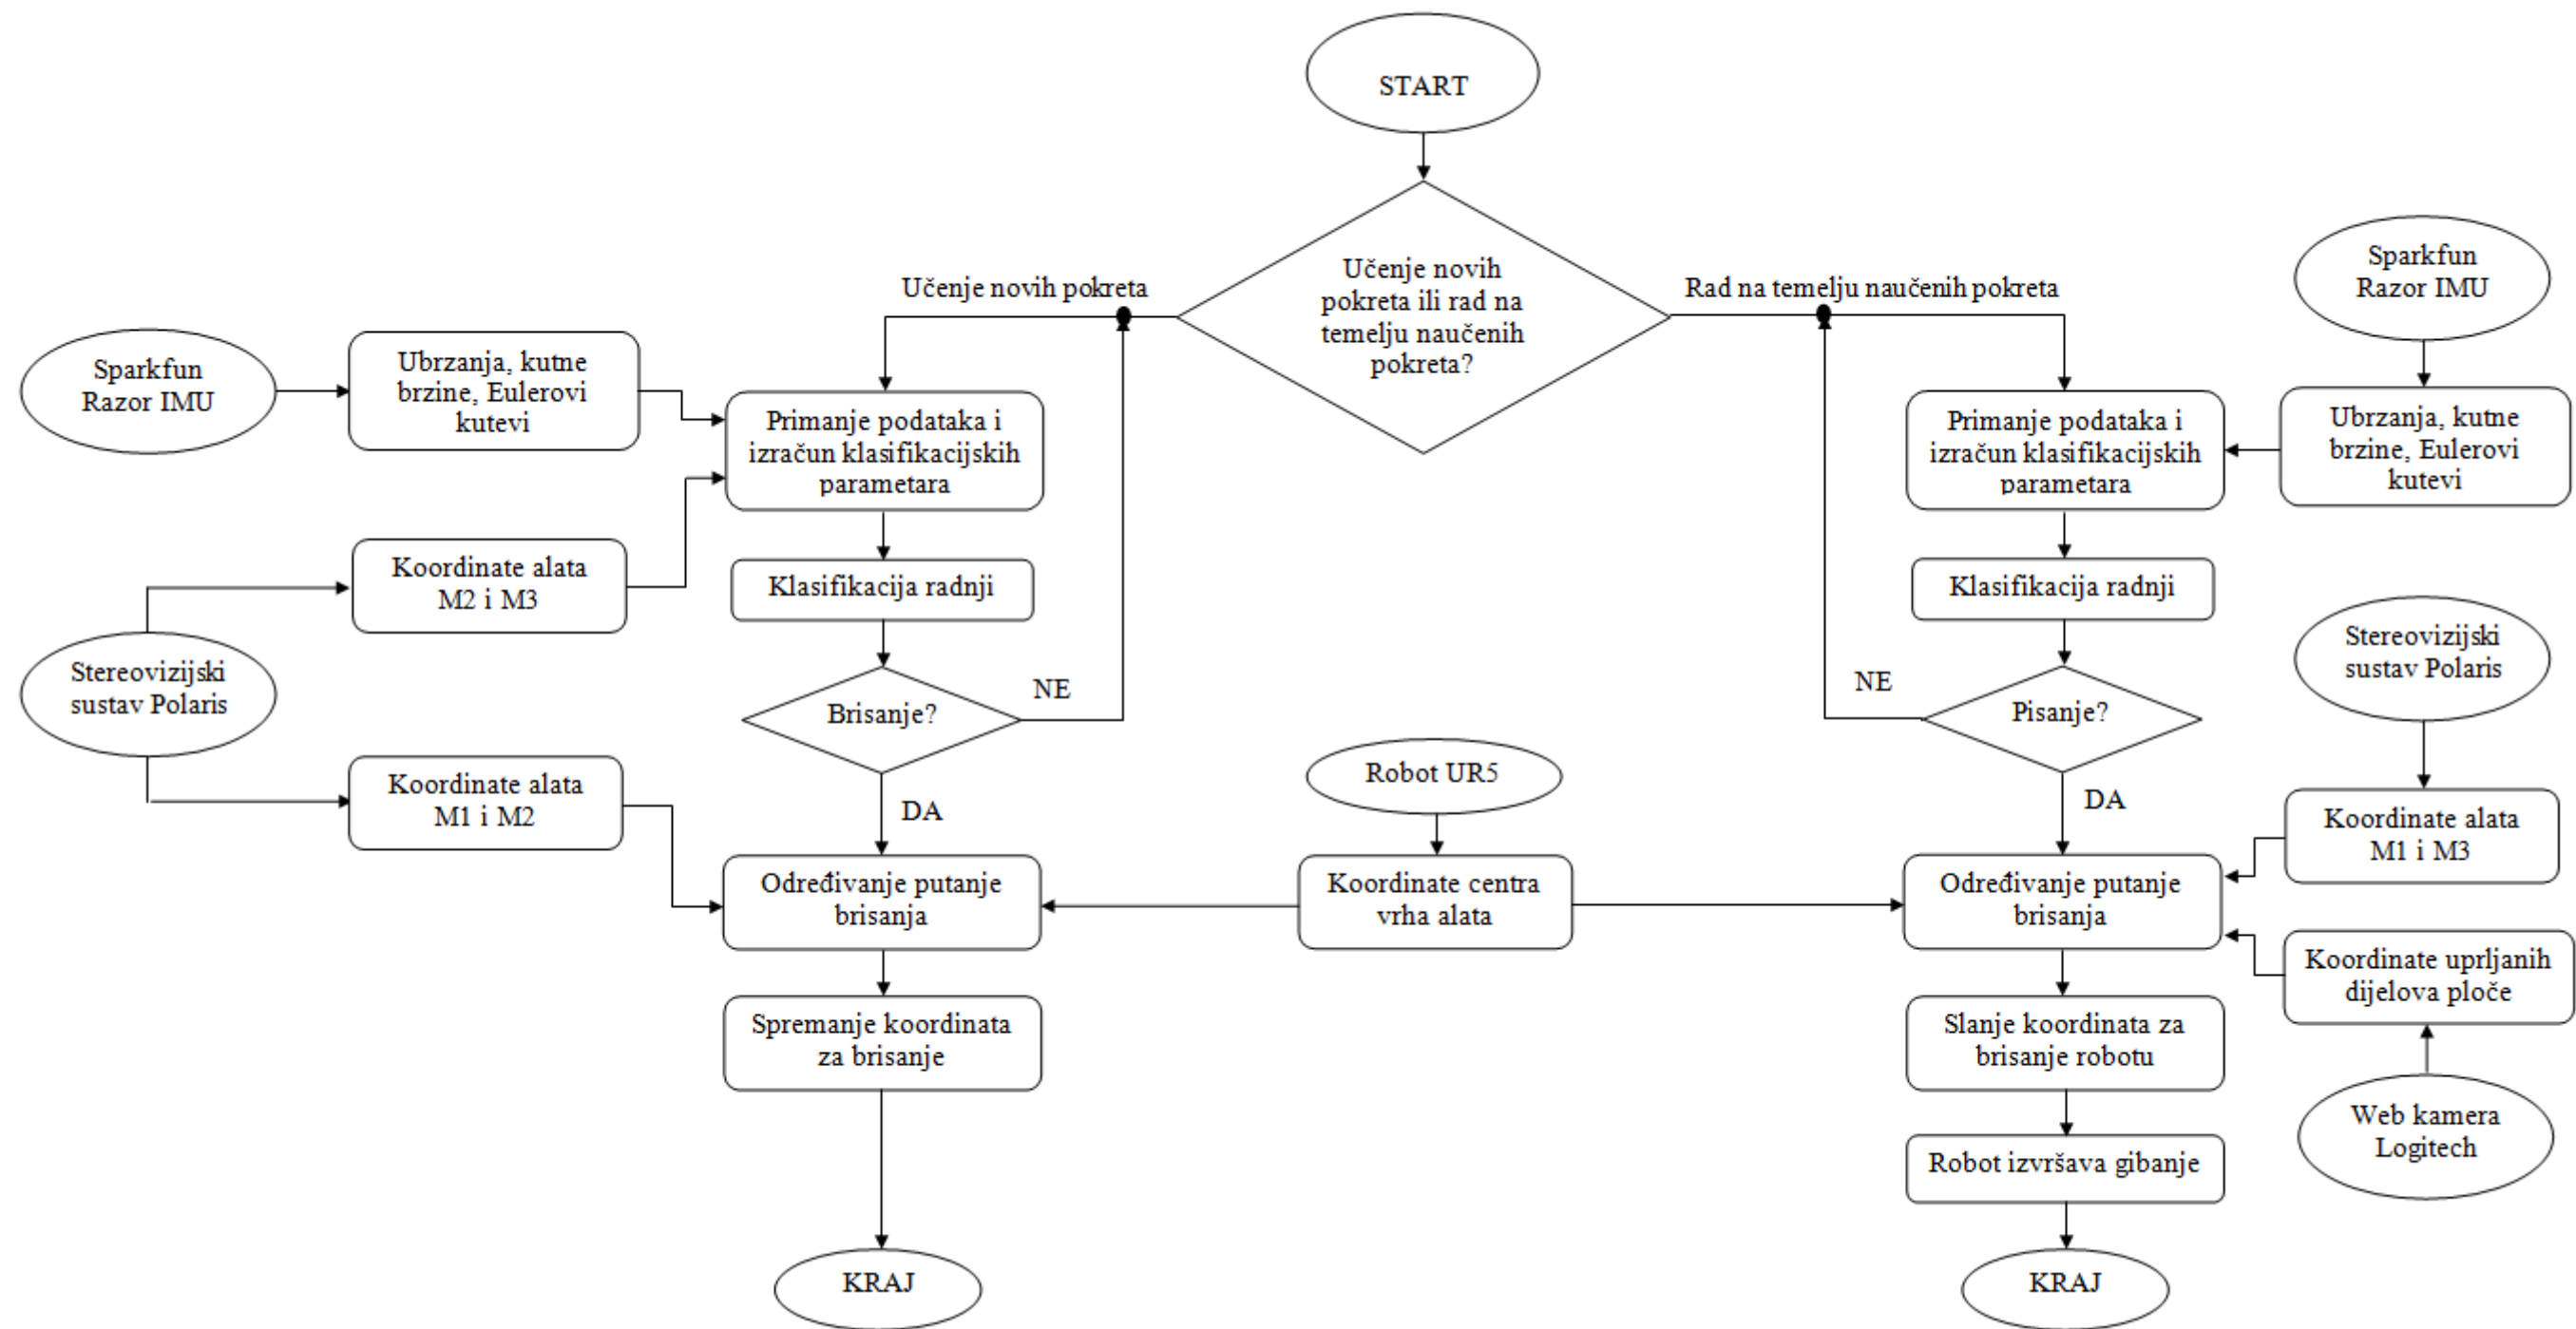 START
Učenje novih
pokreta ili rad na
temelju naučenih
pokreta?
Učenje novih pokreta
Rad na temelju naučenih pokreta
Sparkfun
Razor IMU
Ubrzanja, kutne
brzine, Eulerovi
kutevi
Primanje podataka i
izračun klasifikacijskih
parametara
Koordinate alata
M2 i M3
Klasifikacija radnji
Stereovizijski
sustav Polaris
Brisanje?
NE
DA
Koordinate alata
M1 i M2
Određivanje putanje
brisanja
Spremanje koordinata
za brisanje
KRAJ
Robot UR5
Koordinate centra
vrha alata
Sparkfun
Razor IMU
Primanje podataka i
izračun klasifikacijskih
parametara
Ubrzanja, kutne
brzine, Eulerovi
kutevi
Klasifikacija radnji
Stereovizijski
sustav Polaris
NE
Pisanje?
DA
Koordinate alata
M1 i M3
Određivanje putanje
brisanja
Koordinate uprljanih
dijelova ploče
Slanje koordinata za
brisanje robotu
Web kamera
Logitech
Robot izvršava gibanje
KRAJ